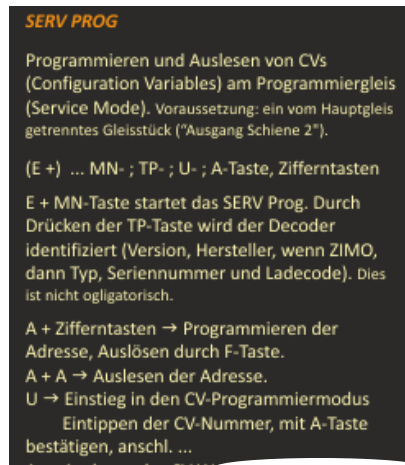 SERV PROG
Programmieren und Auslesen von CVs
(Configuration Variables) am Programmiergleis
(Service Mode). Voraussetzung: ein vom Hauptgleis
getrenntes Gleisstück ("Ausgang Schiene 2").
(E +) ... MN- ; TP- ; U- ; A-Taste, Zifferntasten
E + MN-Taste startet das SERV Prog. Durch
Drücken der TP-Taste wird der Decoder
identifiziert (Version, Hersteller, wenn ZIMO,
dann Typ, Seriennummer und Ladecode). Dies
ist nicht ogligatorisch.
A + Zifferntasten → Programmieren der
Adresse, Auslösen durch F-Taste.
A + A → Auslesen der Adresse.
U → Einstieg in den CV-Programmiermodus
Eintippen der CV-Nummer, mit A-Taste
bestätigen, anschl. ...